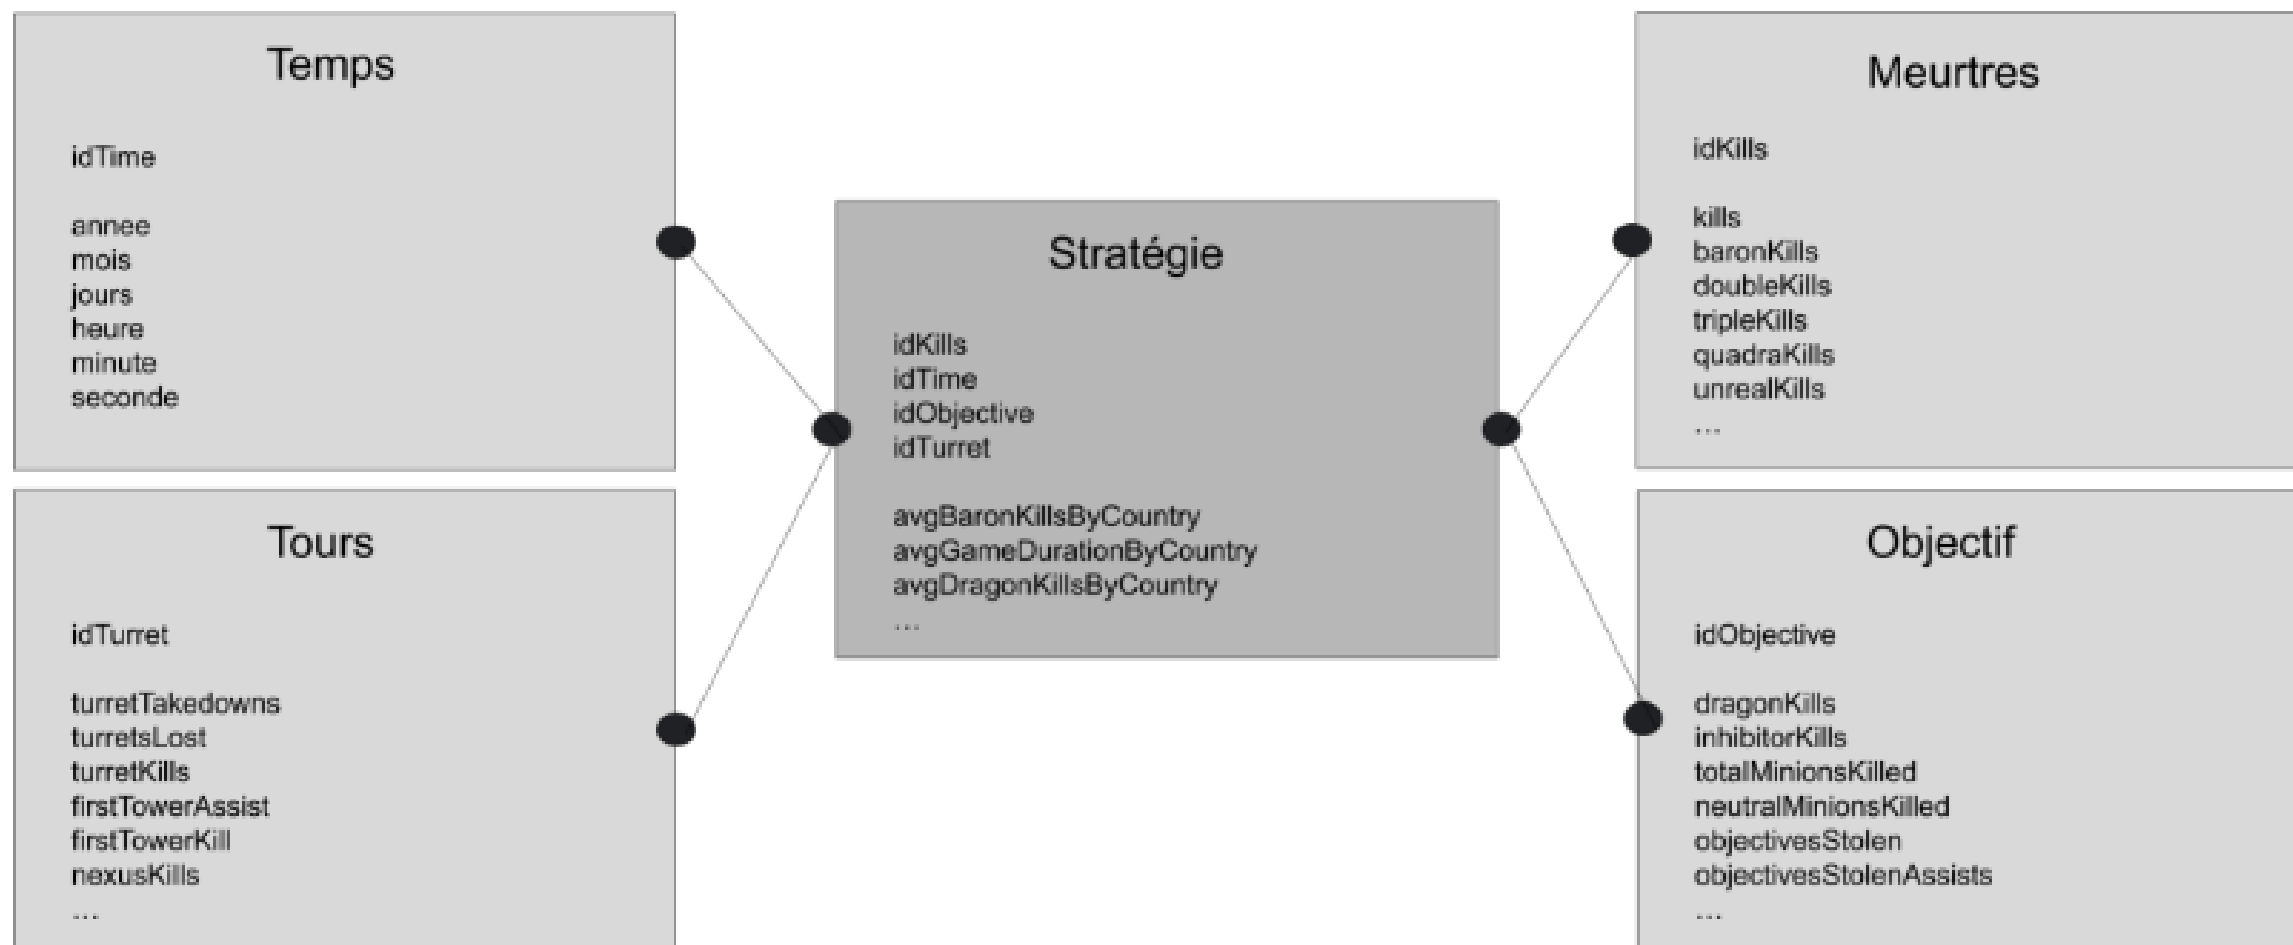 Temps
idTime
annee
mois
jours
heure
minute
seconde
Tours
idTurret
turretTakedowns
turretsLost
turretKills
firstTowerAssist
firstTowerKill
nexusKills
...
Stratégie
idKills
idTime
idObjective
idTurret
avgBaronKillsByCountry
avgGameDurationByCountry
avgDragonKillsByCountry
...
Meurtres
idKills
kills
baronKills
doubleKills
tripleKills
quadraKills
unrealKills
...
Objectif
idObjective
dragonKills
inhibitorKills
totalMinionsKilled
neutralMinionsKilled
objectivesStolen
objectivesStolenAssists
...